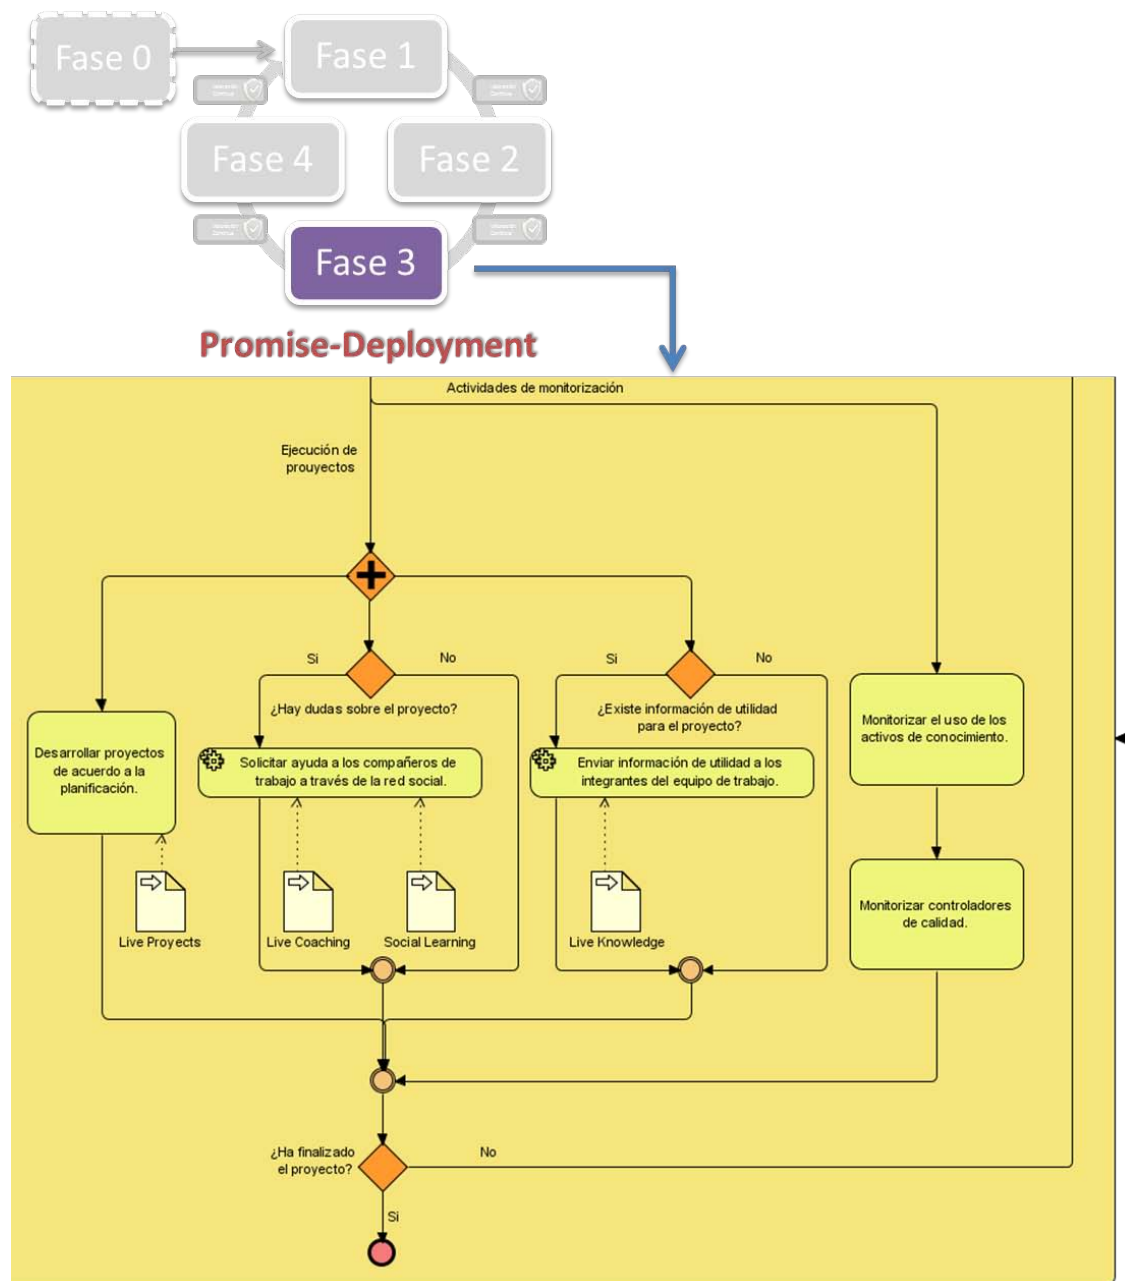 Fase 0
Fase 1
Fase 4
Fase 2
Fase 3
Promise-Deployment
Actividades de monitorización
Ejecución de
prouyectos
Si
No
Si
No
¿Hay dudas sobre el proyecto?
¿Existe información de utilidad
para el proyecto?
Monitorizar el uso de los
activos de conocimiento.
Desarrollar proyectos
de acuerdo a la
planificación.
Solicitar ayuda a los compañeros de
trabajo a través de la red social.
Enviar información de utilidad a los
integrantes del equipo de trabajo.
Monitorizar controladores
de calidad.
Live Proyects
Live Coaching
Social Learning
Live Knowledge
¿Ha finalizado
el proyecto?
No
Si